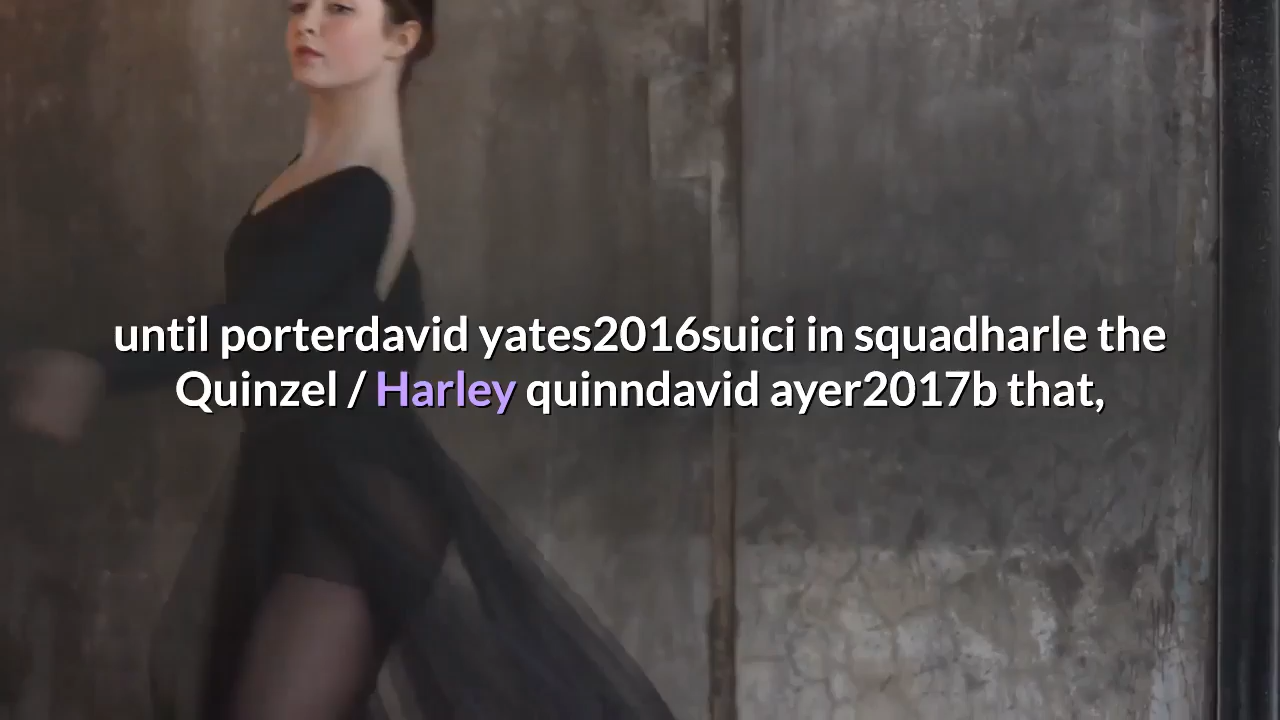 until porterdavid yates2016suici in squadharle the
Quinzel / Harley quinndavid ayer2017b that,